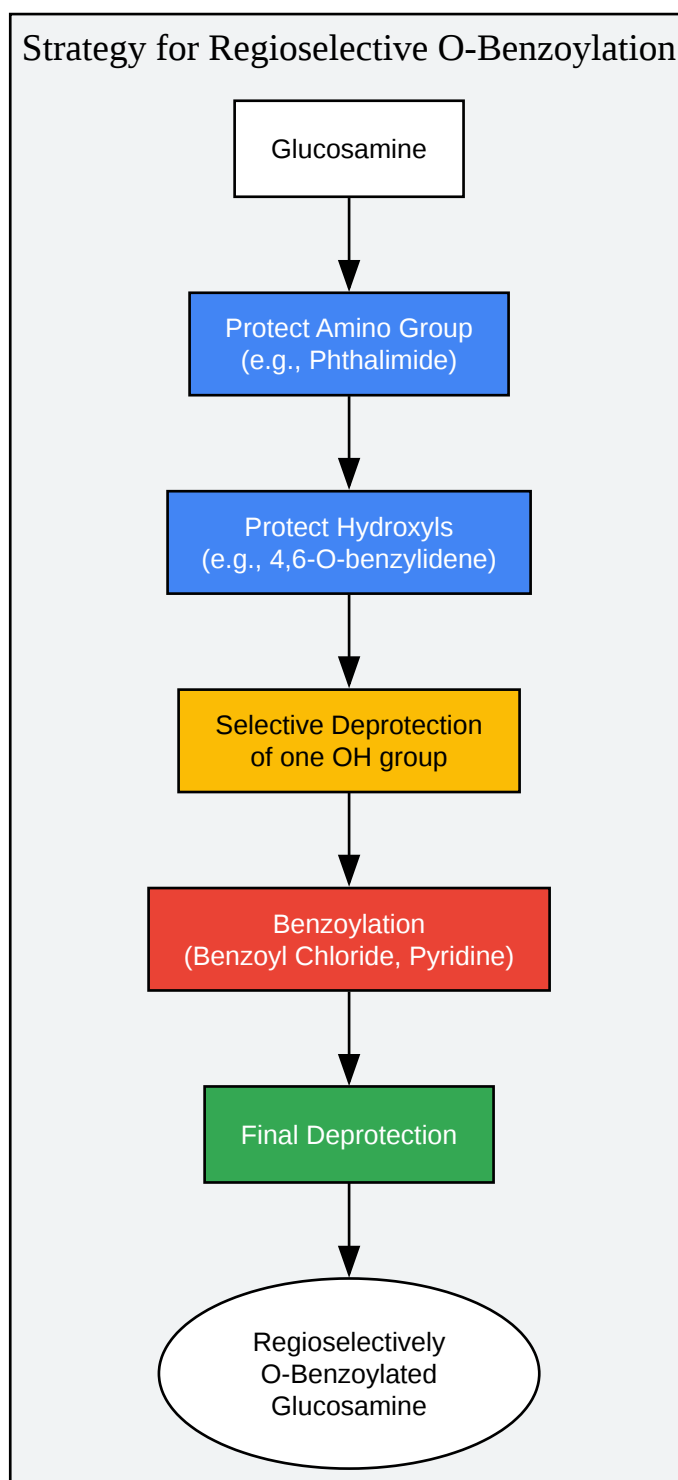 Strategy for Regioselective O-Benzoylation
Glucosamine
Protect Amino Group
(e.g., Phthalimide)
Protect Hydroxyls
(e.g., 4,6-O-benzylidene)
Selective Deprotection
of one OH group
Benzoylation
(Benzoyl Chloride, Pyridine)
Final Deprotection
Regioselectively
O-Benzoylated
Glucosamine